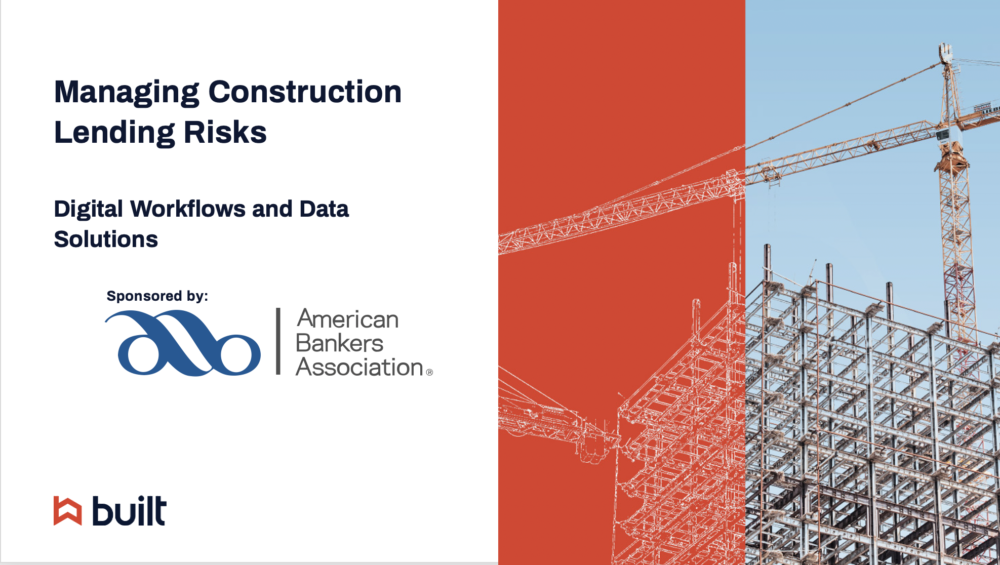 Managing Construction
Lending Risks
Digital Workflows and Data
Solutions
Sponsored by:
American
Bankers
Association®
built